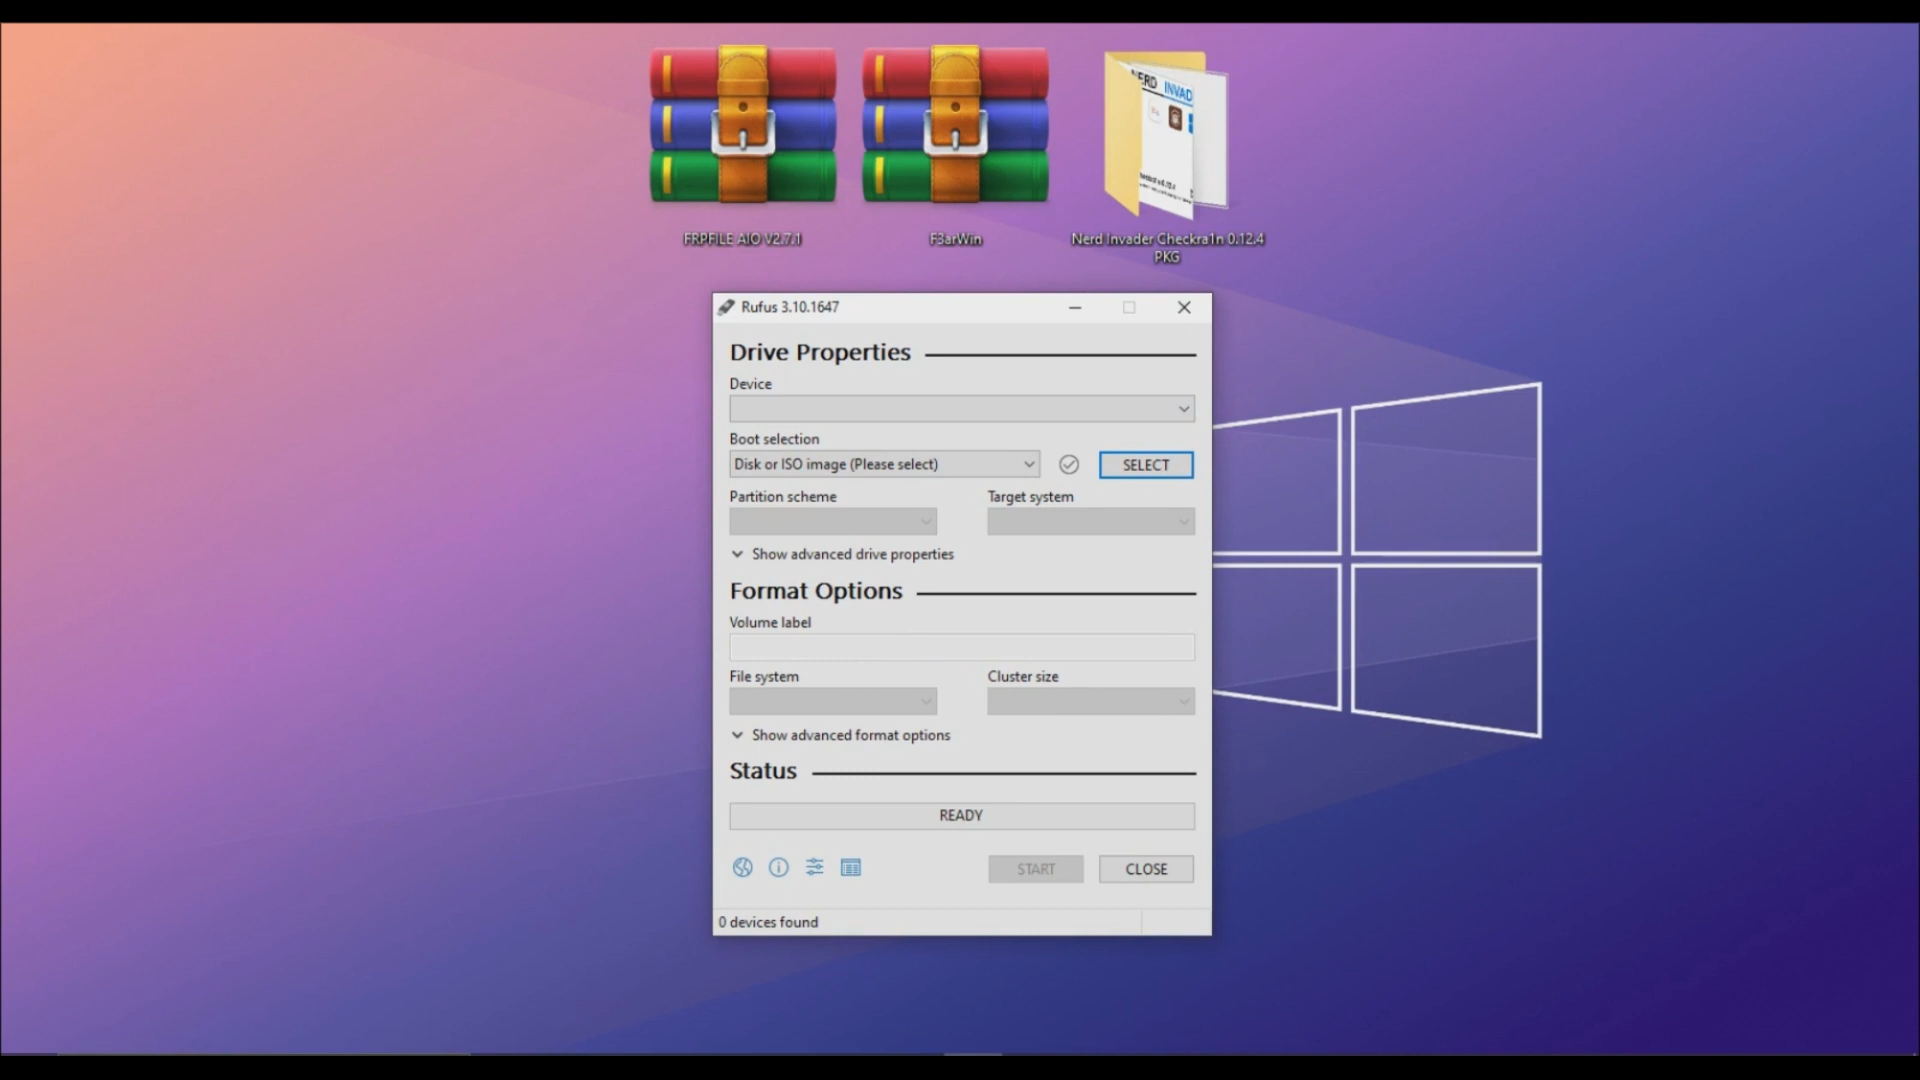 ERD INVAD
FRPFILE AIO V2.7.1
F3arWin
Nerd Invader Checkra1n 0.12.4
PKG
Rufus 3.10.1647
Drive Properties
Device
Boot selection
Disk or ISO image (Please select)
SELECT
Partition scheme
Target system
Show advanced drive properties
Format Options
Volume label
File system
Cluster size
Show advanced format options
Status
READY
START
CLOSE
0 devices found